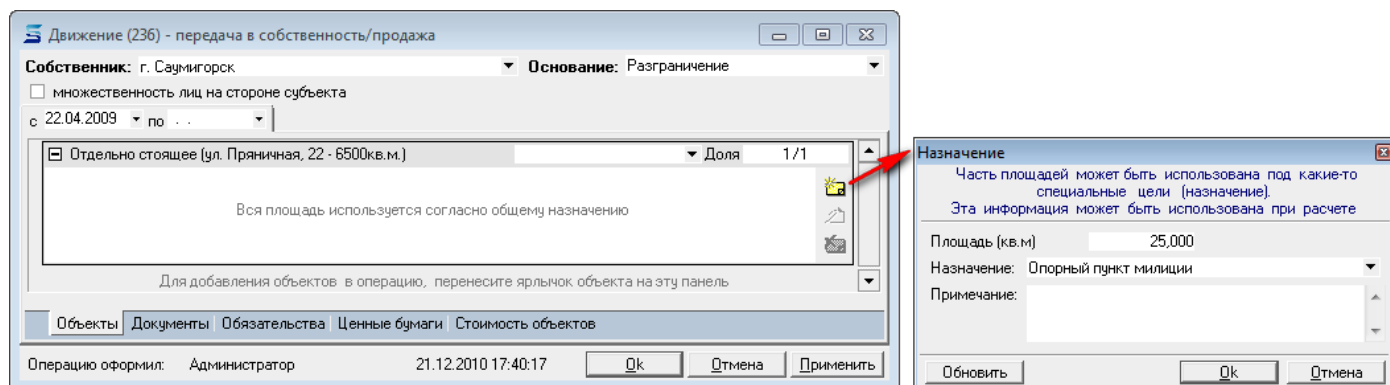 Движение (236) - передача в собственность/продажа
Собственник: г. Саумигорск Основание: Разграничение
множественность лиц на стороне субъекта
с 22.04.2009 по . .
Отдельно стоящее (ул. Пряничная, 22 - 6500кв.м.) Доля 1/1
Вся площадь используется согласно общему назначению
Для добавления объектов в операцию, перенесите ярлычок объекта на эту панель
Объекты Документы Обязательства Ценные бумаги Стоимость объектов
Операцию оформил: Администратор 21.12.2010 17:40:17 Ok Отмена Применить
Назначение
Часть площадей может быть использована под какие-то
специальные цели (назначение).
Эта информация может быть использована при расчете
Площадь (кв.м) 25,000
Назначение: Опорный пункт милиции
Примечание:
Обновить Ok Отмена